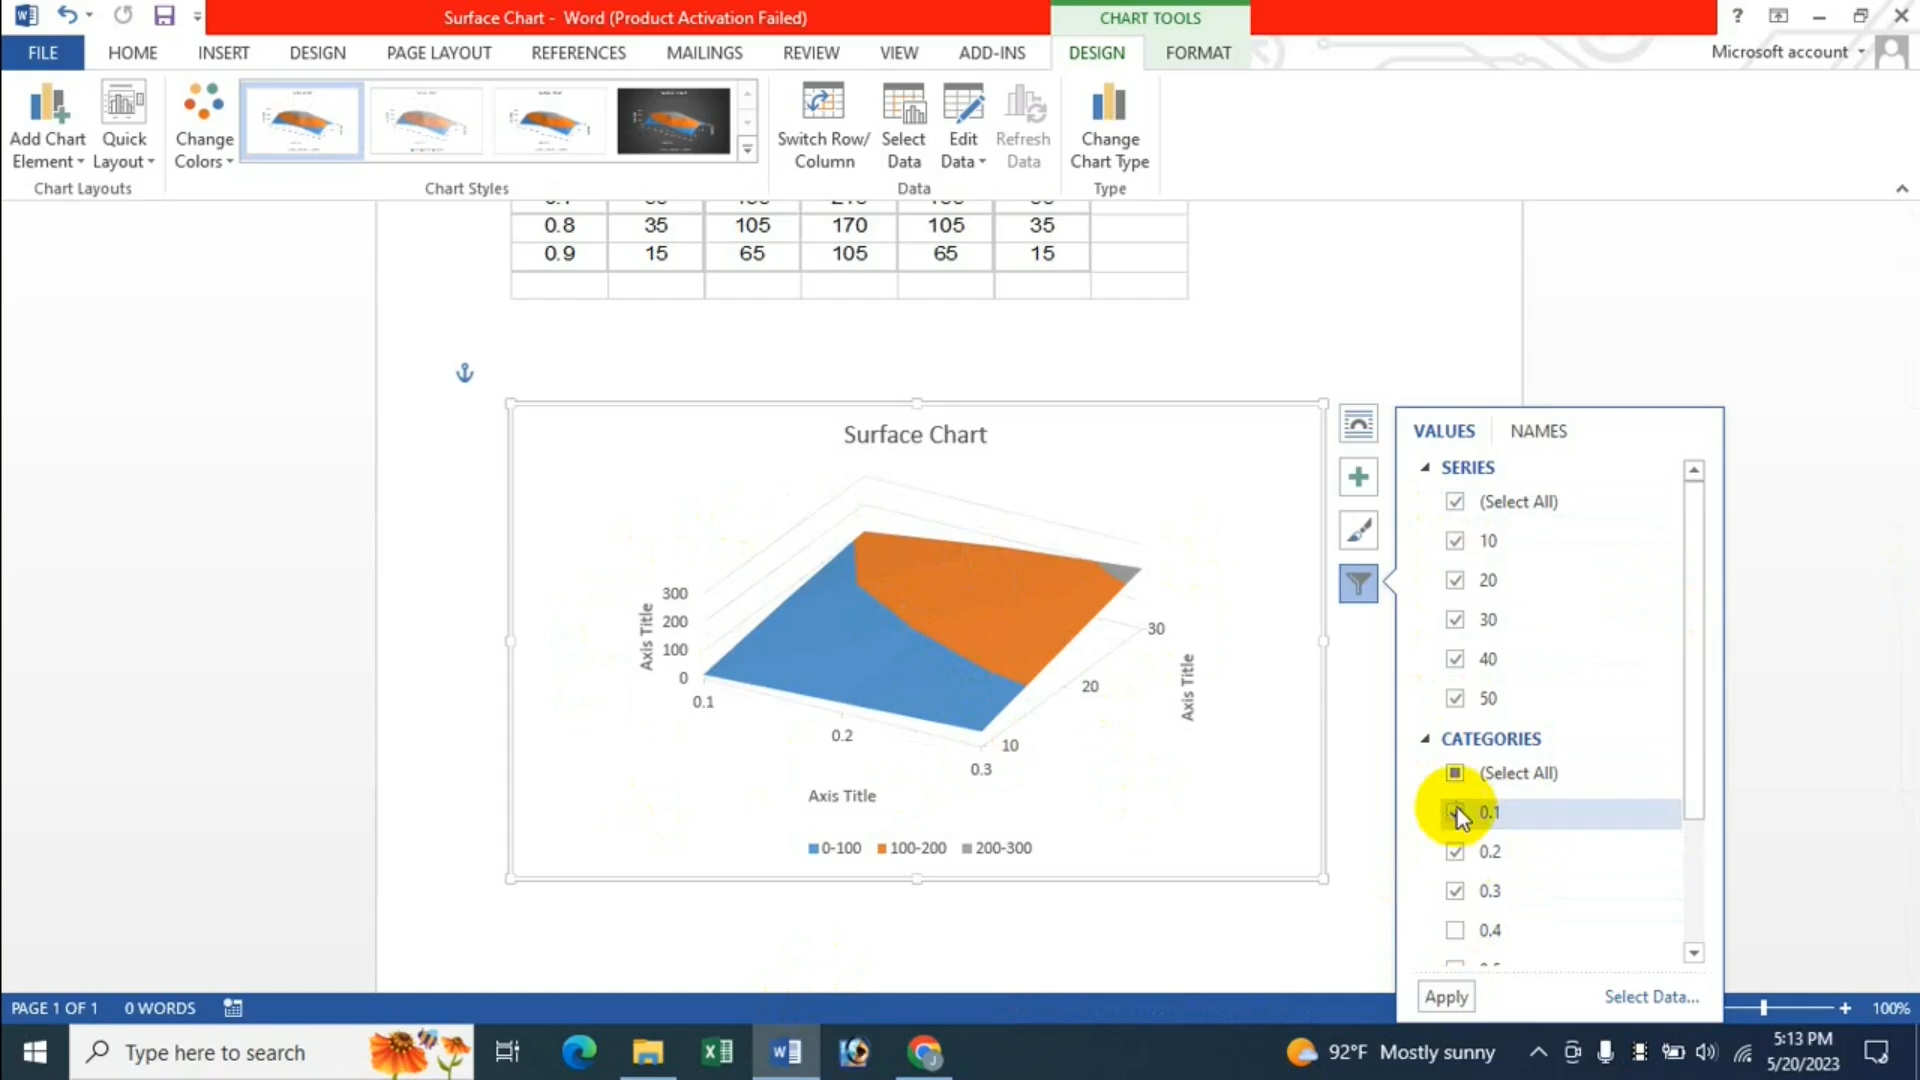 Surface Chart - Word (Product Activation Failed)
CHART TOOLS
?
FILE
HOME
INSERT
DESIGN
PAGE LAYOUT
REFERENCES
MAILINGS
REVIEW
VIEW
ADD-INS
DESIGN
FORMAT
Microsoft account
Add Chart Element
Quick Layout
Change Colors
Switch Row/ Column
Select Data
Edit Data
Refresh Data
Change Chart Type
Chart Layouts
Chart Styles
Data
Type
0.8 35 105 170 105 35
0.9 15 65 105 65 15
Surface Chart
300
200
100
0
Axis Title
0.1
0.2
0.3
10
20
30
Axis Title
Axis Title
0-100 100-200 200-300
VALUES NAMES
SERIES
(Select All)
10
20
30
40
50
CATEGORIES
(Select All)
0.1
0.2
0.3
0.4
Apply
Select Data...
PAGE 1 OF 1 0 WORDS
100%
Type here to search
92°F Mostly sunny
5:13 PM
5/20/2023